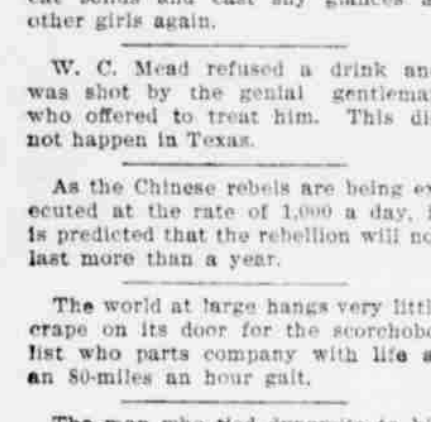 other girls again.
W. C. Mead refused a drink an
was shot by the genial gentlema
who offered to treat him. This di
not happen in Texas.
As the Chinese rebels are being ex
ecuted at the rate of 1,000 a day, i
is predicted that the rebellion will no
last more than a year.
The world at large hangs very littl
crape on its door for the scorchobo
list who parts company with life a
an 80-miles an hour gait.